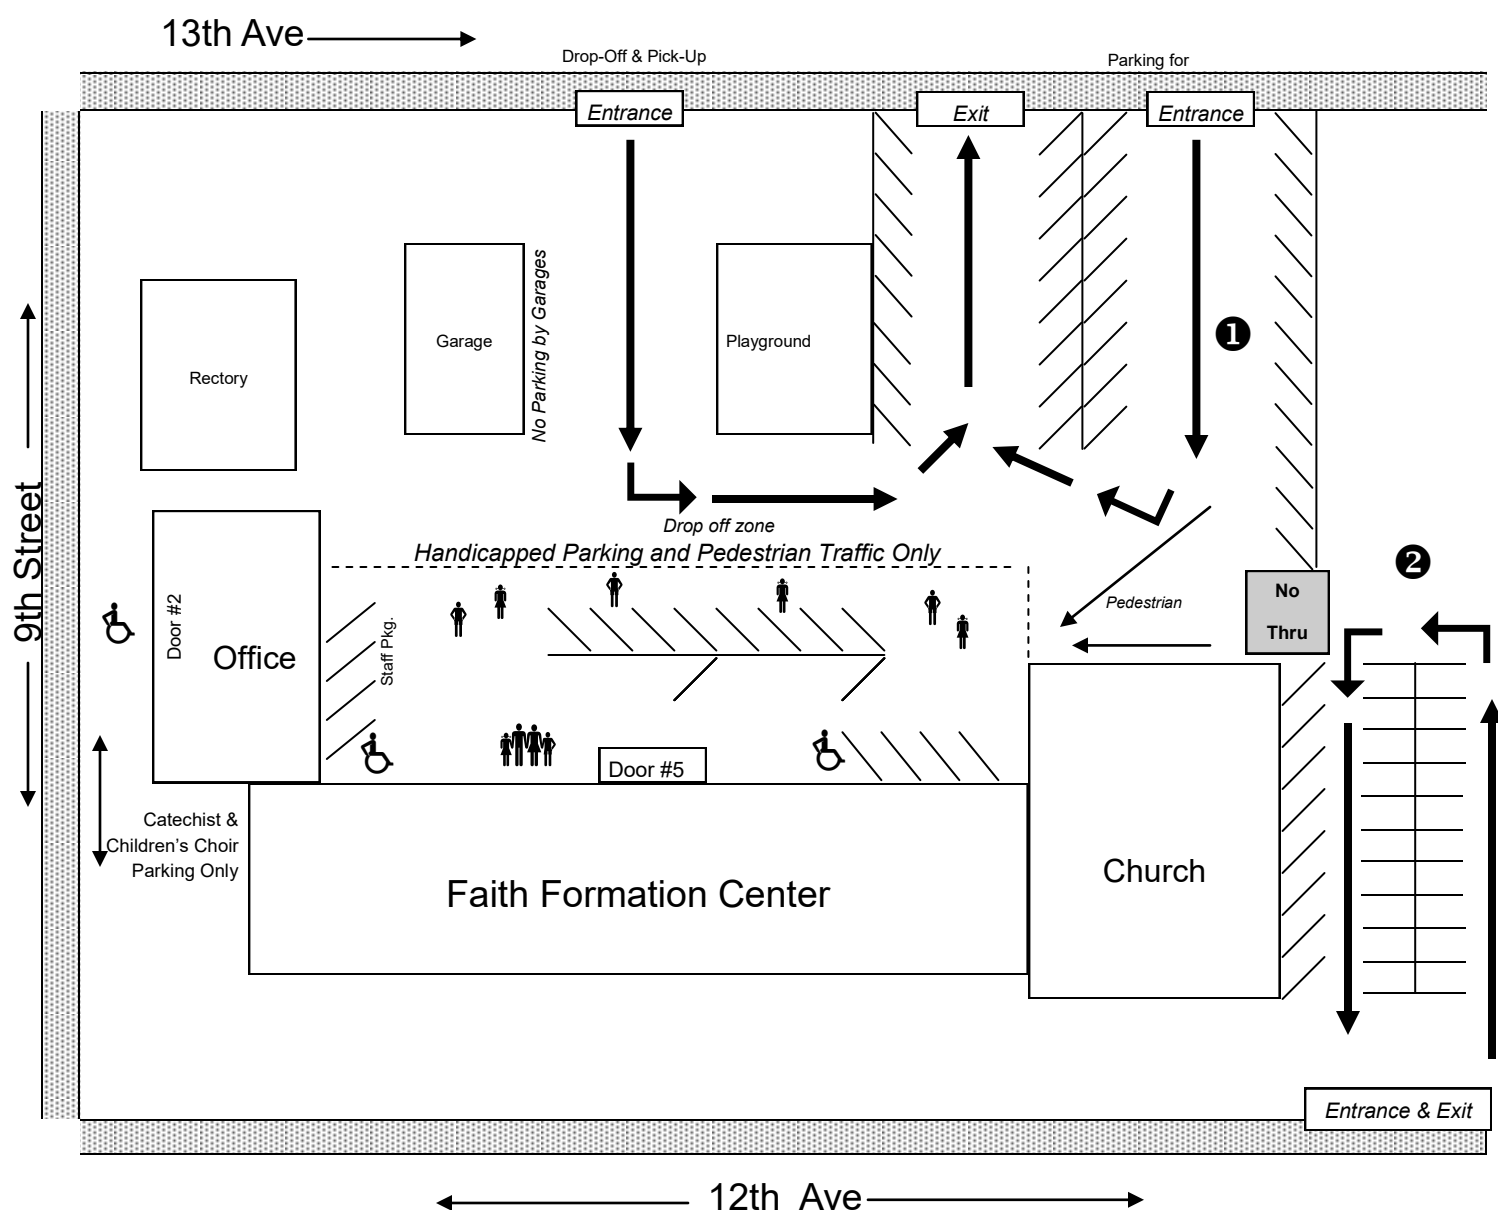 13th Ave
Drop-Off & Pick-Up
Parking for
Entrance
Exit
Entrance
No Parking by Garages
Garage
Playground
Rectory
❶
Drop off zone
Handicapped Parking and Pedestrian Traffic Only
9th Street
Door #2
Office
Staff Pkg.
Pedestrian
No
Thru
❷
Door #5
Catechist &
Children’s Choir
Parking Only
Faith Formation Center
Church
Entrance & Exit
12th Ave